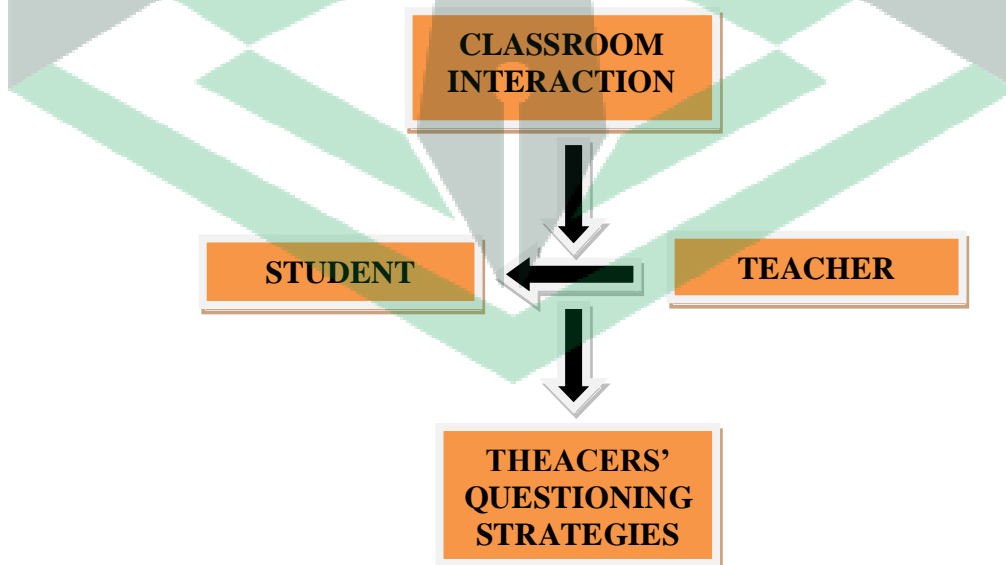 CLASSROOM
INTERACTION
STUDENT
TEACHER
THEACERS’
QUESTIONING
STRATEGIES